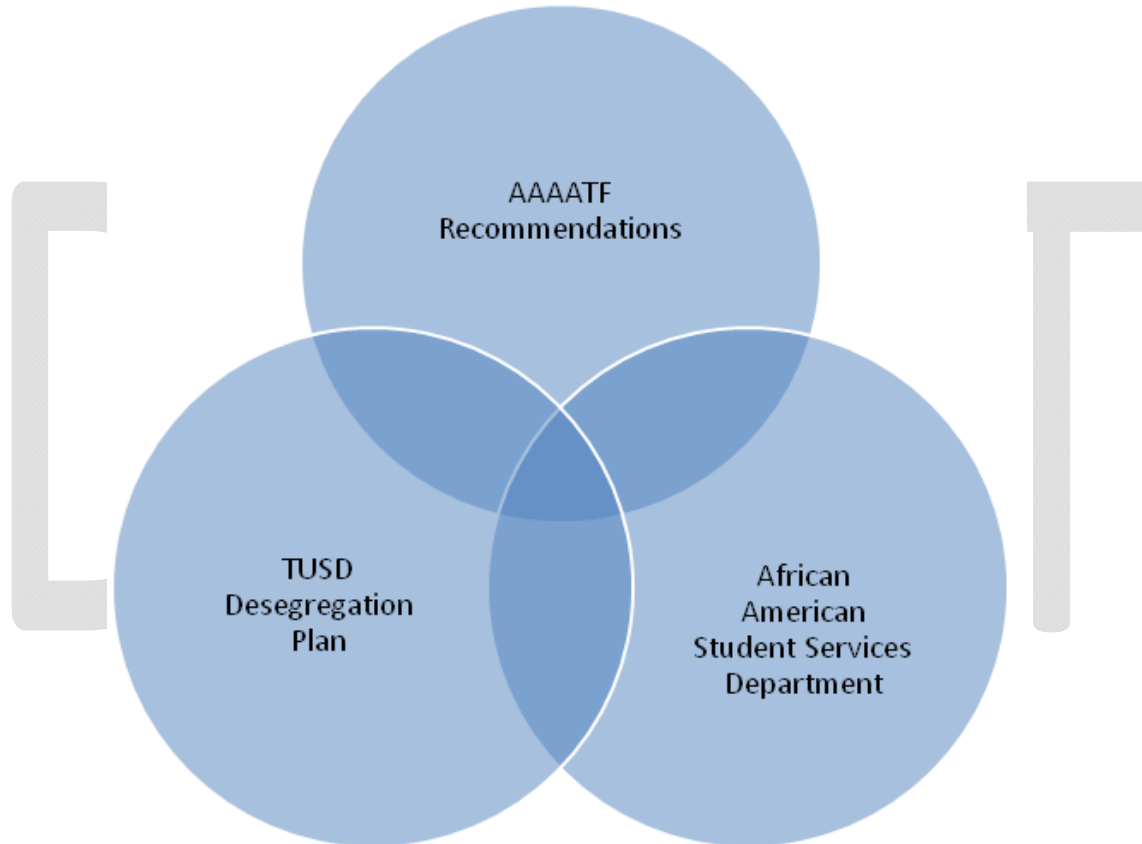 AAAATF
Recommendations
TUSD
Desegregation
Plan
African
American
Student Services
Department